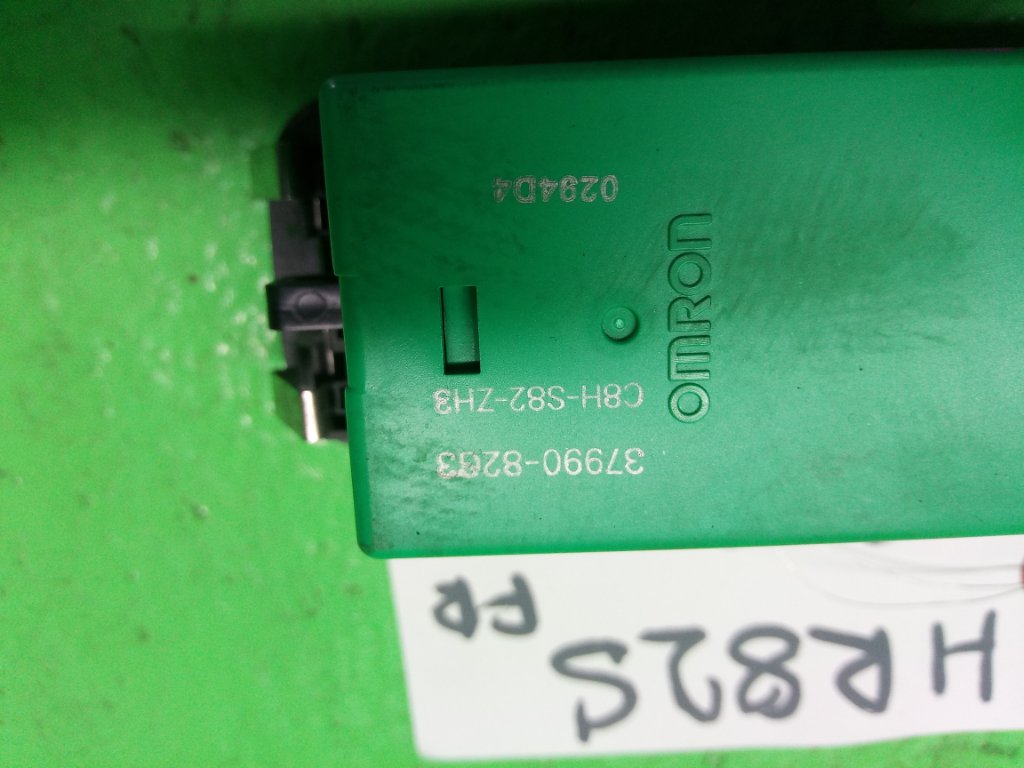 HR82S
FR
37990-82G3
C8H-S82-ZH3
OMRON
0294D4